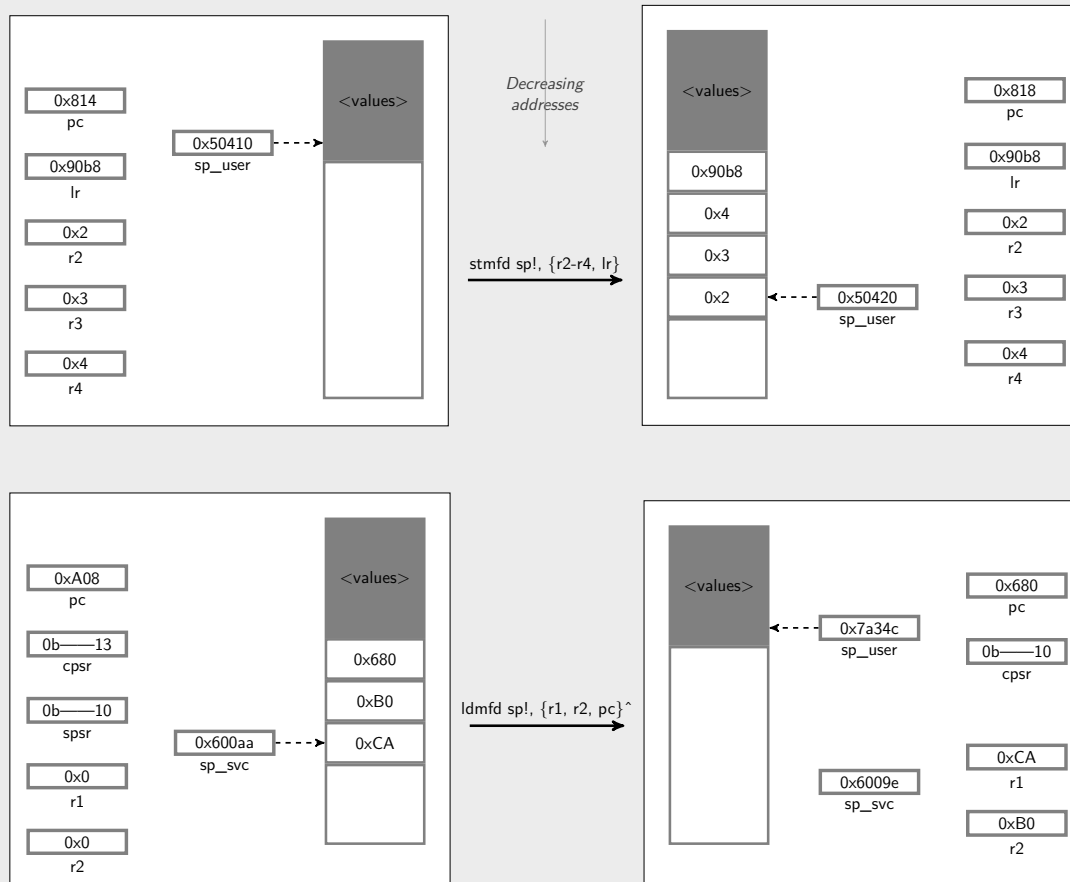 0x814
pc
0x90b8
lr
0x2
r2
0x3
r3
0x4
r4
0x50410
sp_user
<values>
Decreasing
addresses
stmfd sp!, {r2-r4, lr}
<values>
0x90b8
0x4
0x3
0x2
0x50420
sp_user
0x818
pc
0x90b8
lr
0x2
r2
0x3
r3
0x4
r4
0xA08
pc
0b——13
cpsr
0b——10
spsr
0x0
r1
0x0
r2
0x600aa
sp_svc
<values>
0x680
0xB0
0xCA
ldmfd sp!, {r1, r2, pc}^
<values>
0x7a34c
sp_user
0x6009e
sp_svc
0x680
pc
0b——10
cpsr
0xCA
r1
0xB0
r2